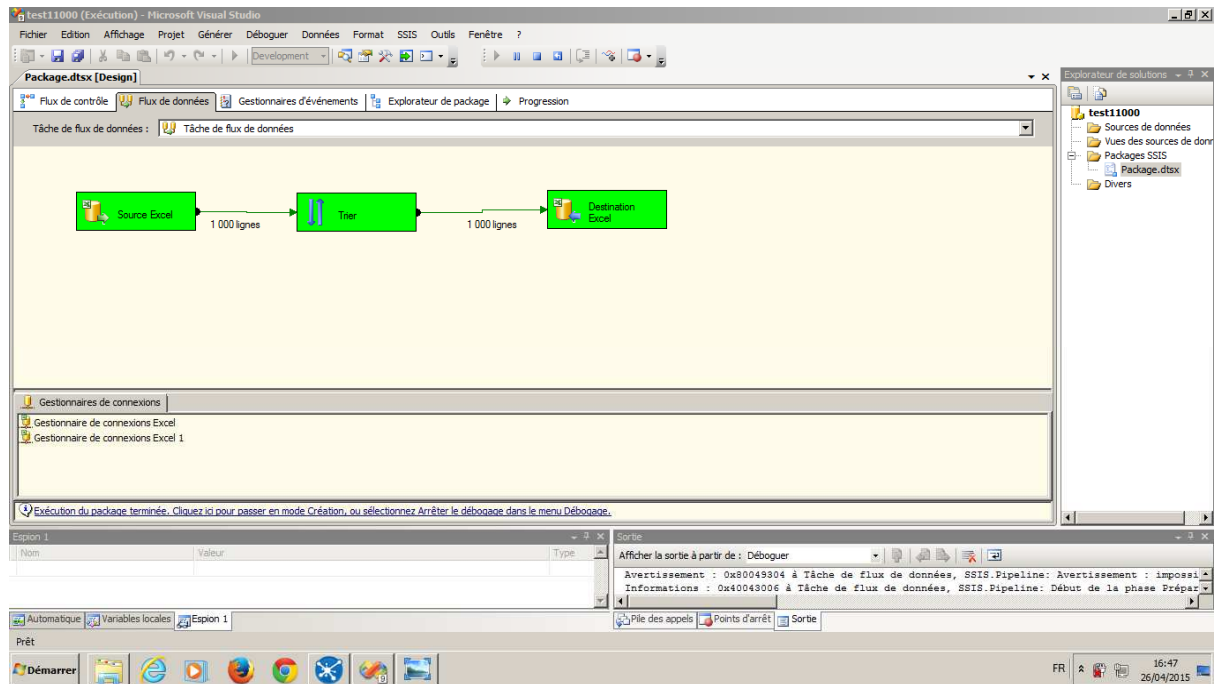 test11000 (Exécution) - Microsoft Visual Studio
Fichier Edition Affichage Projet Générer Déboguer Données Format SSIS Outils Fenêtre ?
Development
Package.dtsx [Design]
Explorateur de solutions
Flux de contrôle Flux de données Gestionnaires d'événements Explorateur de package Progression
Tâche de flux de données : Tâche de flux de données
test11000
Sources de données
Vues des sources de donr
Packages SSIS
Package.dtsx
Divers
Source Excel
1 000 lignes
Trier
1 000 lignes
Destination
Excel
Gestionnaires de connexions
Gestionnaire de connexions Excel
Gestionnaire de connexions Excel 1
Exécution du package terminée. Cliquez ici pour passer en mode Création, ou sélectionnez Arrêter le débogage dans le menu Débogage.
Espion 1
Nom Valeur Type
Sortie
Afficher la sortie à partir de : Déboguer
Avertissement : 0x80049304 à Tâche de flux de données, SSIS.Pipeline: Avertissement : impossi
Informations : 0x40043006 à Tâche de flux de données, SSIS.Pipeline: Début de la phase Prépar
Automatique Variables locales Espion 1
Pile des appels Points d'arrêt Sortie
Prêt
Démarrer
FR
16:47
26/04/2015